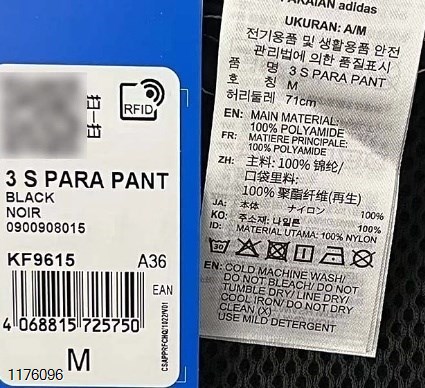 PAKAIAN adidas
UKURAN: A/M
전기용품 및 생활용품 안전
관리법에 의한 품질표시
품 명 3 S PARA PANT
호 칭 M
허리둘레 71cm
EN: MAIN MATERIAL:
100% POLYAMIDE
FR: MATIERE PRINCIPALE:
100% POLYAMIDE
ZH: 主料: 100% 锦纶/
口袋里料:
100% 聚酯纤维(再生)
JA: 本体 ナイロン 100%
KO: 주소재: 나일론 100%
ID: MATERIAL UTAMA: 100% NYLON
EN: COLD MACHINE WASH/
DO NOT BLEACH/ DO NOT
TUMBLE DRY/ LINE DRY/
COOL IRON/ DO NOT DRY
CLEAN (X)
USE MILD DETERGENT
RFID
3 S PARA PANT
BLACK
NOIR
0900908015
KF9615 A36
EAN
4 068815 725750
M
1176096